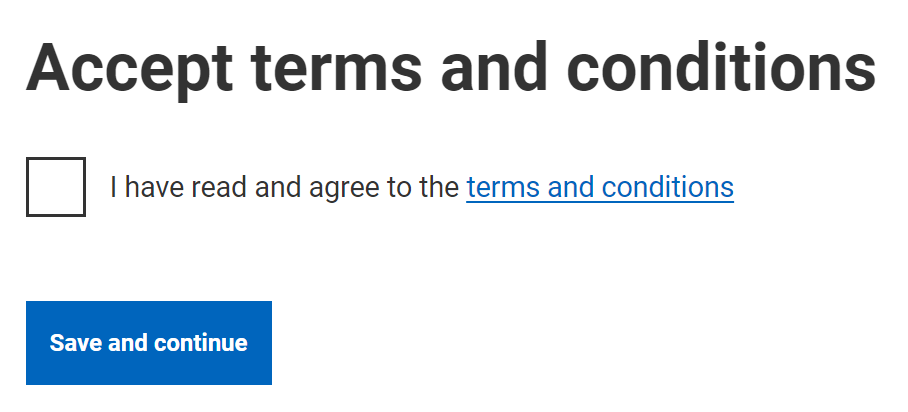 Accept terms and conditions
I have read and agree to the terms and conditions
Save and continue